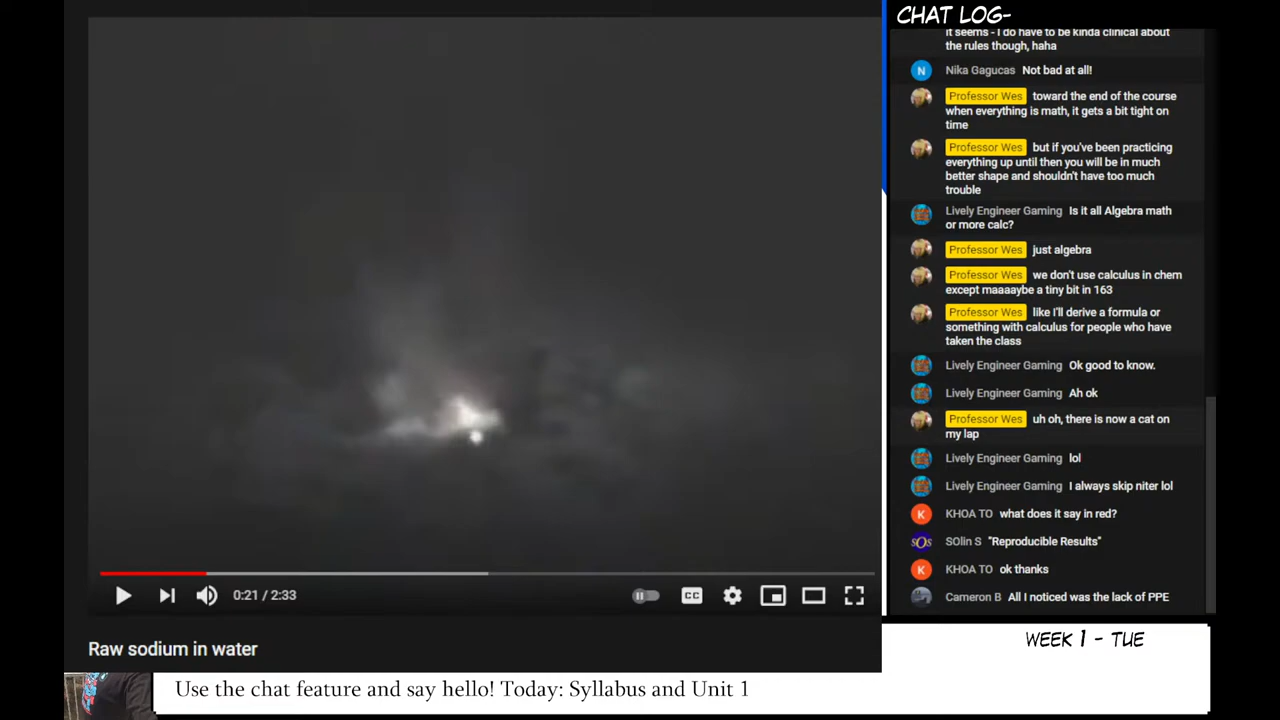 CHAT LOG-
it seems - I do have to be kinda clinical about
the rules though, haha
N Nika Gagucas Not bad at all!
Professor Wes toward the end of the course
when everything is math, it gets a bit tight on
time
Professor Wes but if you've been practicing
everything up until then you will be in much
better shape and shouldn't have too much
trouble
Lively Engineer Gaming Is it all Algebra math
or more calc?
Professor Wes just algebra
Professor Wes we don't use calculus in chem
except maaaaybe a tiny bit in 163
Professor Wes like I'll derive a formula or
something with calculus for people who have
taken the class
Lively Engineer Gaming Ok good to know.
Lively Engineer Gaming Ah ok
Professor Wes uh oh, there is now a cat on
my lap
Lively Engineer Gaming lol
Lively Engineer Gaming I always skip niter lol
K KHOA TO what does it say in red?
SOS SOlin S "Reproducible Results"
K KHOA TO ok thanks
Cameron B All I noticed was the lack of PPE
0:21 / 2:33
CC
Raw sodium in water
WEEK 1 - TUE
Use the chat feature and say hello! Today: Syllabus and Unit 1